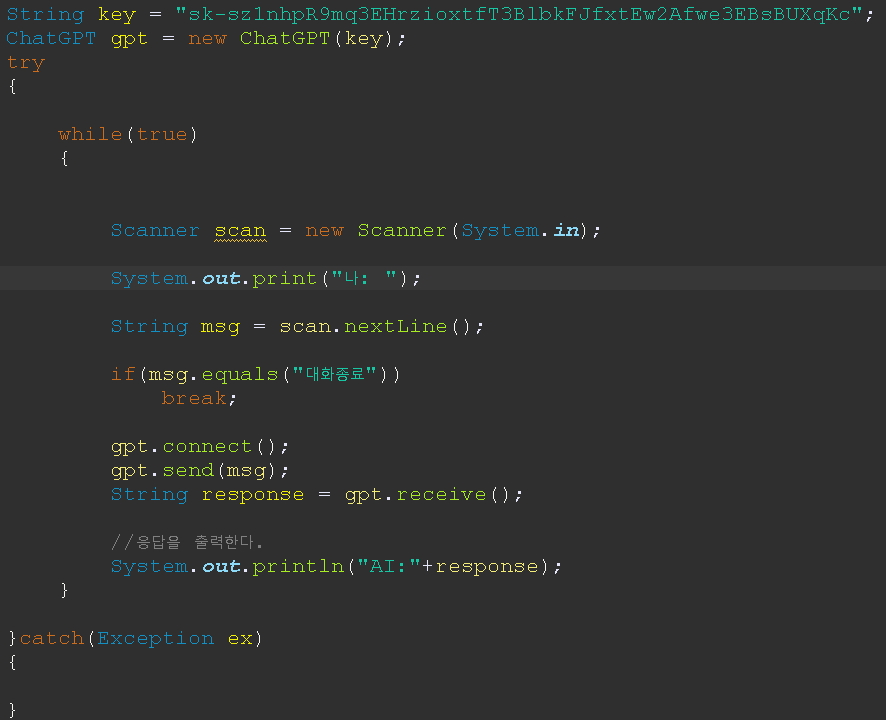 String key = "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";
ChatGPT gpt = new ChatGPT(key);
try
{
while(true)
{
Scanner scan = new Scanner(System.in);
System.out.print("나: ");
String msg = scan.nextLine();
if(msg.equals("대화종료"))
break;
gpt.connect();
gpt.send(msg);
String response = gpt.receive();
//응답을 출력한다.
System.out.println("AI:"+response);
}
}catch(Exception ex)
{
}